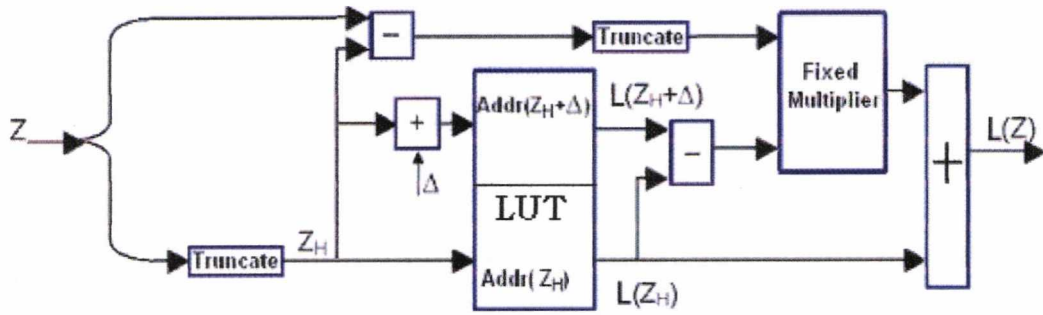 Z
Truncate
Z_H
−
+
Δ
Addr(Z_H+Δ)
LUT
Addr( Z_H)
L(Z_H+Δ)
L(Z_H)
−
Truncate
Fixed
Multiplier
+
L(Z)